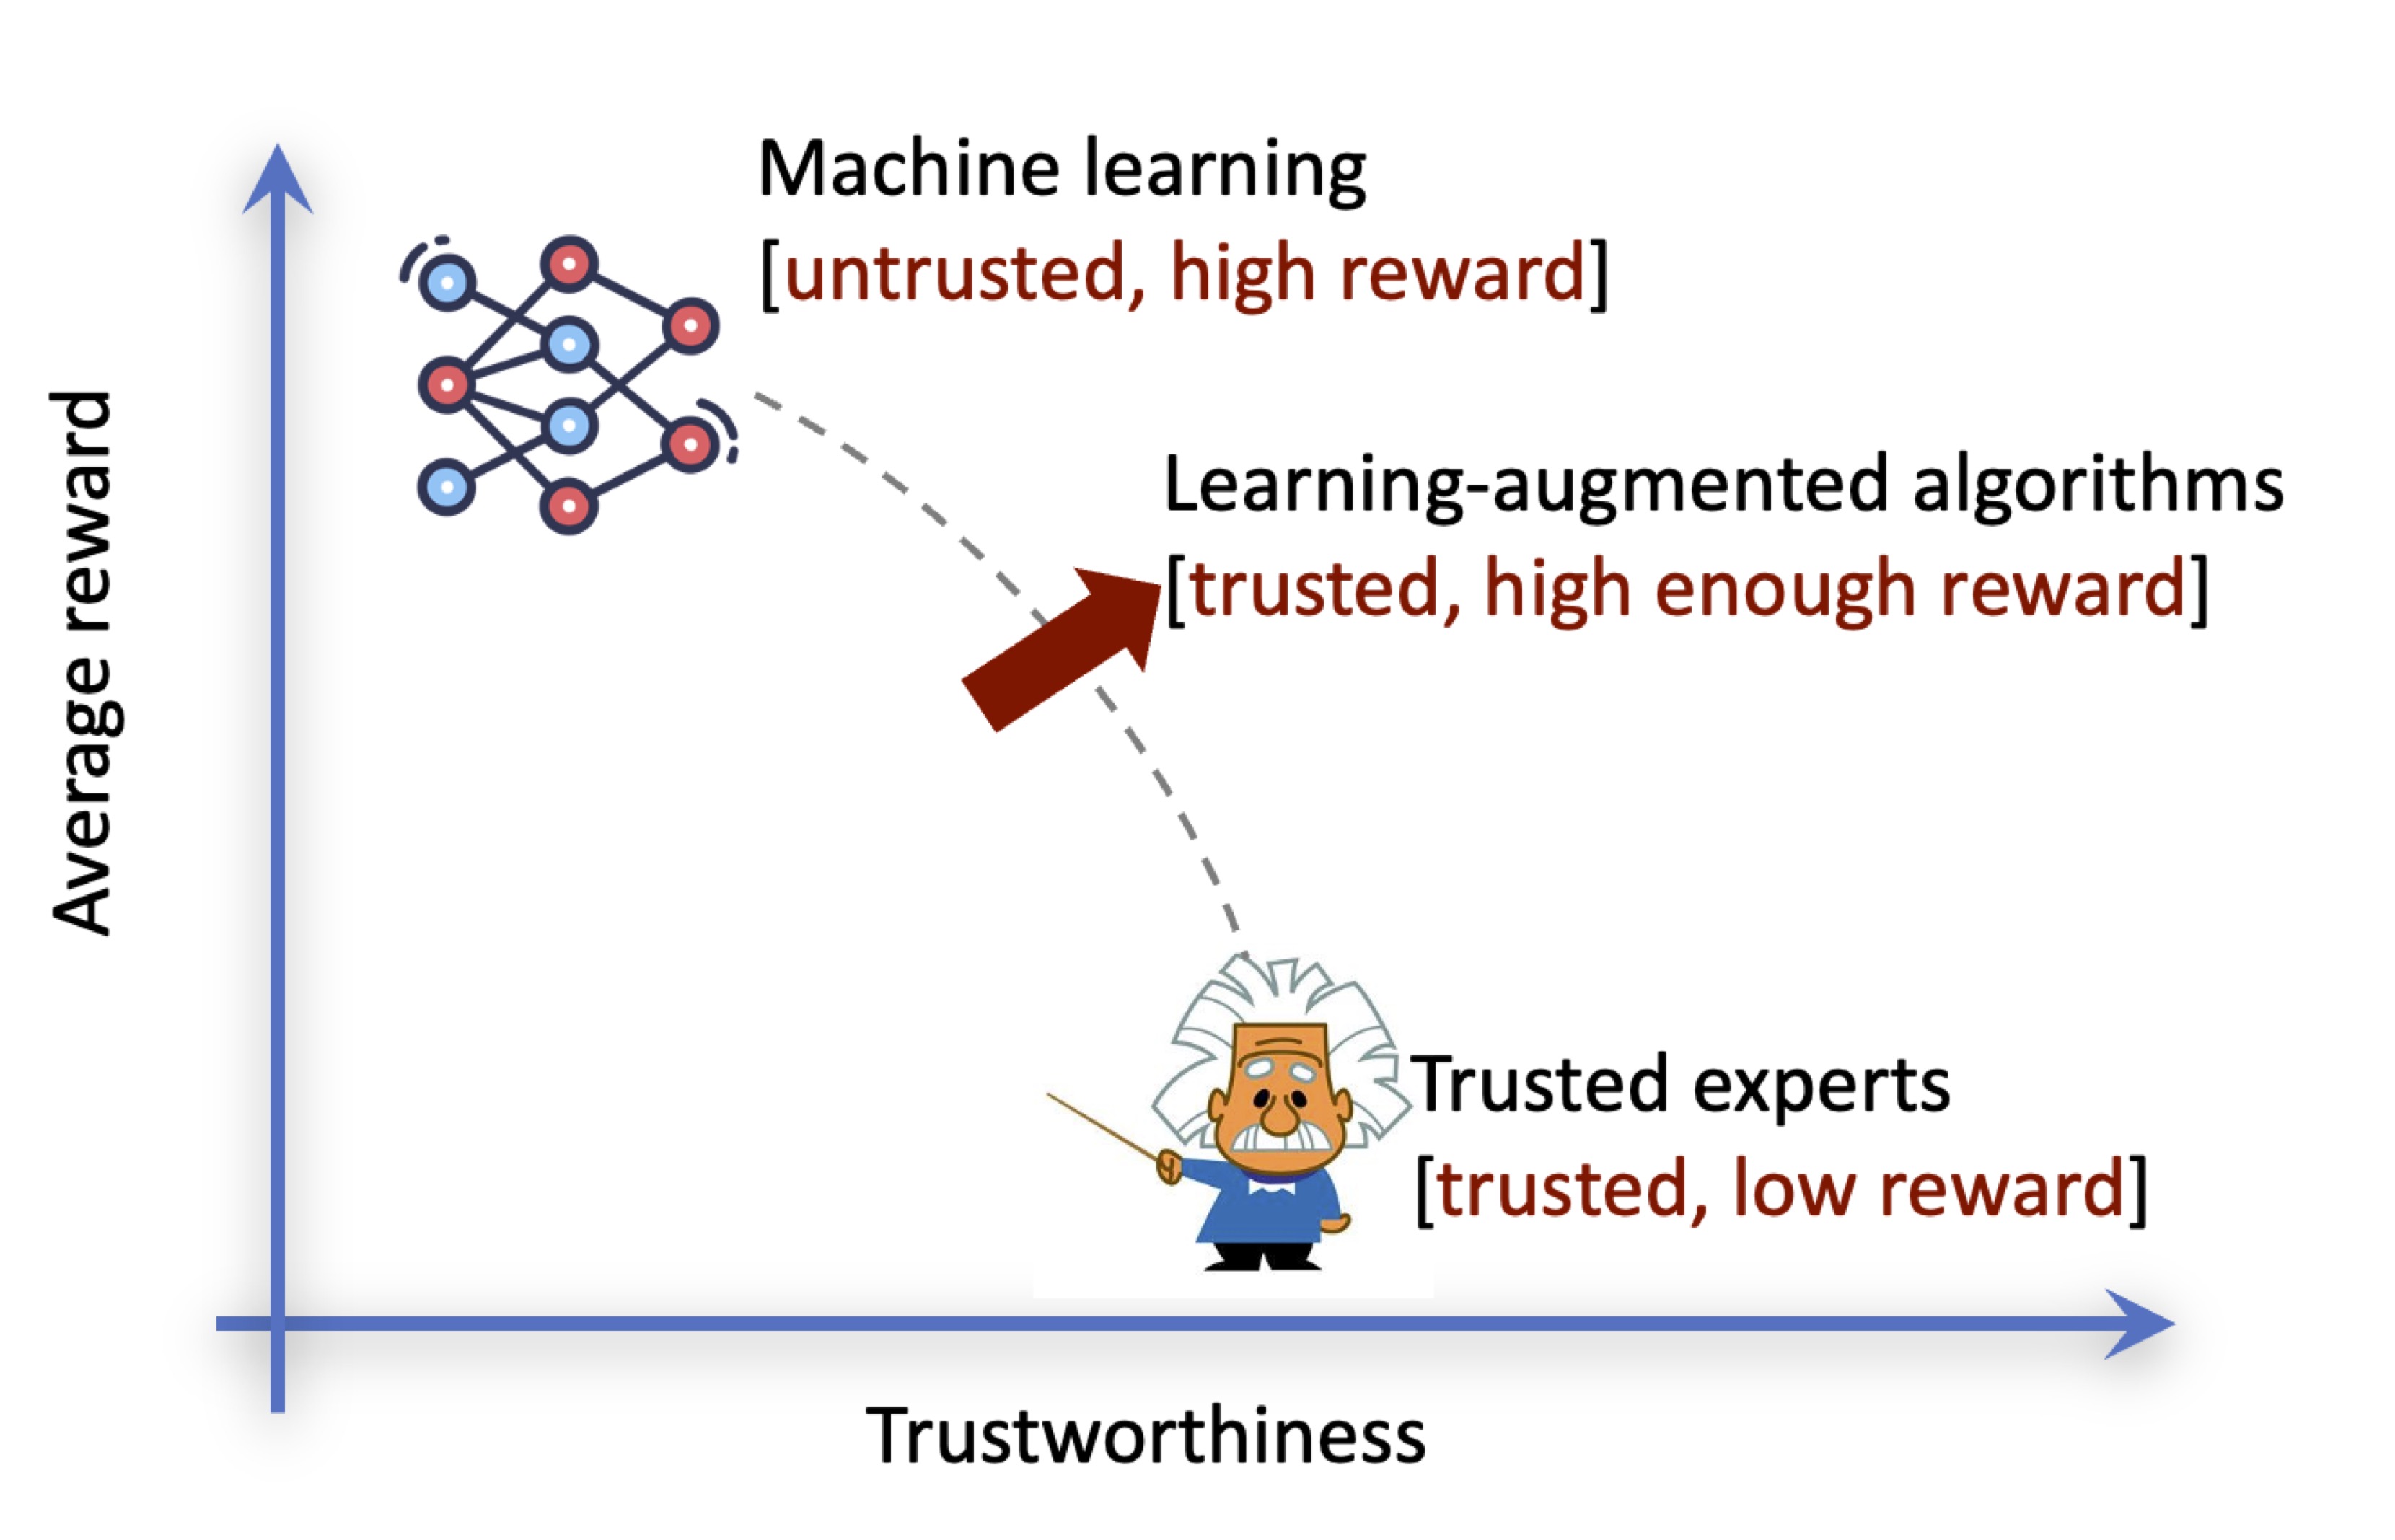 Machine learning
[untrusted, high reward]
Learning-augmented algorithms
[trusted, high enough reward]
Average reward
Trusted experts
[trusted, low reward]
Trustworthiness